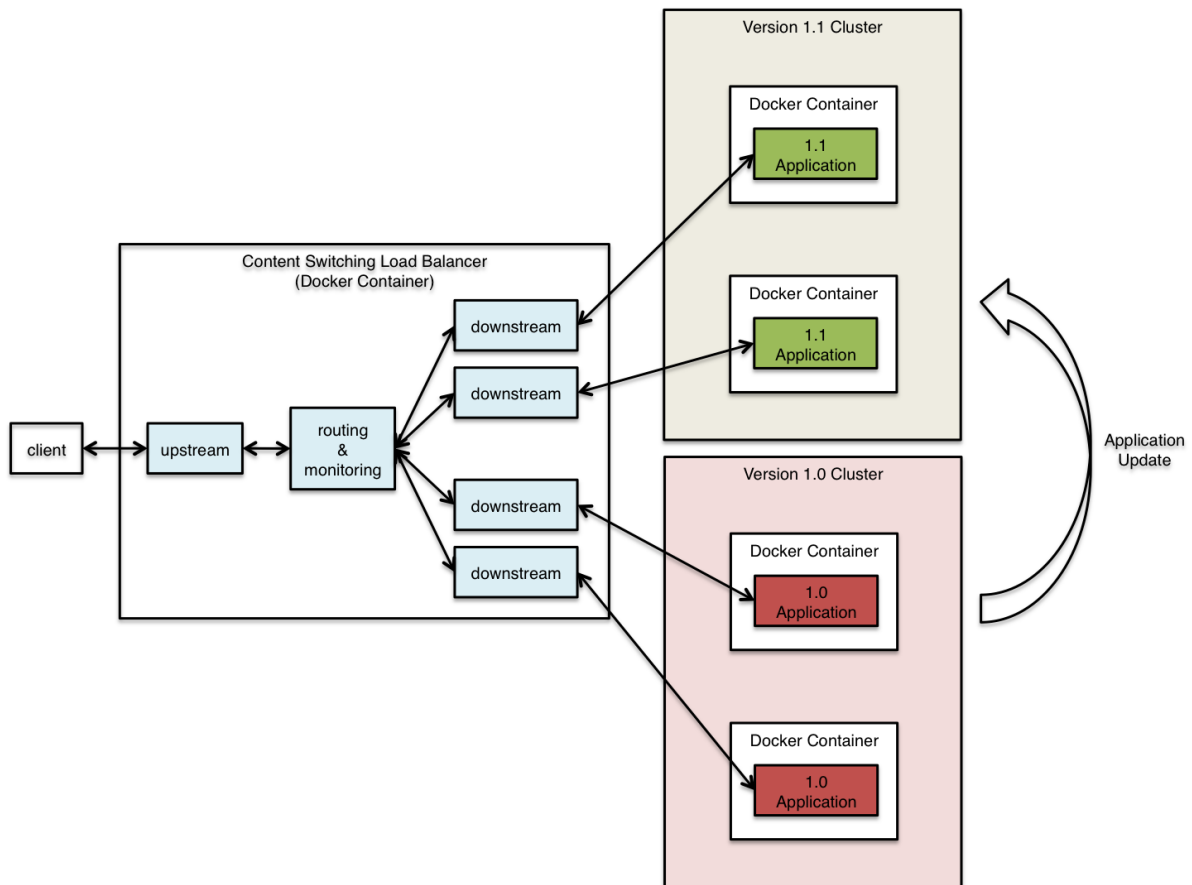 Version 1.1 Cluster
Docker Container
1.1
Application
Docker Container
1.1
Application
Content Switching Load Balancer
(Docker Container)
downstream
downstream
client
upstream
routing
&
monitoring
downstream
downstream
Version 1.0 Cluster
Docker Container
1.0
Application
Docker Container
1.0
Application
Application
Update